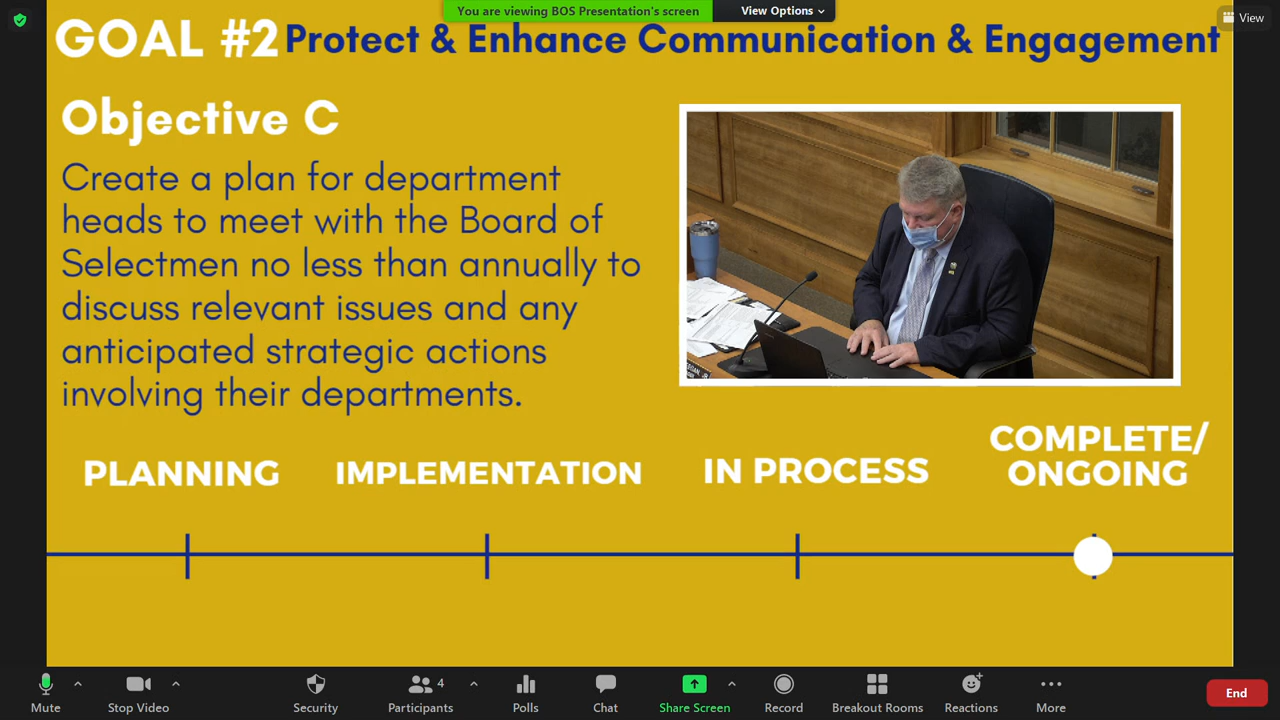 You are viewing BOS Presentation's screen
View Options
View
GOAL #2 Protect & Enhance Communication & Engagement
Objective C
Create a plan for department
heads to meet with the Board of
Selectmen no less than annually to
discuss relevant issues and any
anticipated strategic actions
involving their departments.
PLANNING
IMPLEMENTATION
IN PROCESS
COMPLETE/
ONGOING
Mute
Stop Video
Security
Participants 4
Polls
Chat
Share Screen
Record
Breakout Rooms
Reactions
More
End